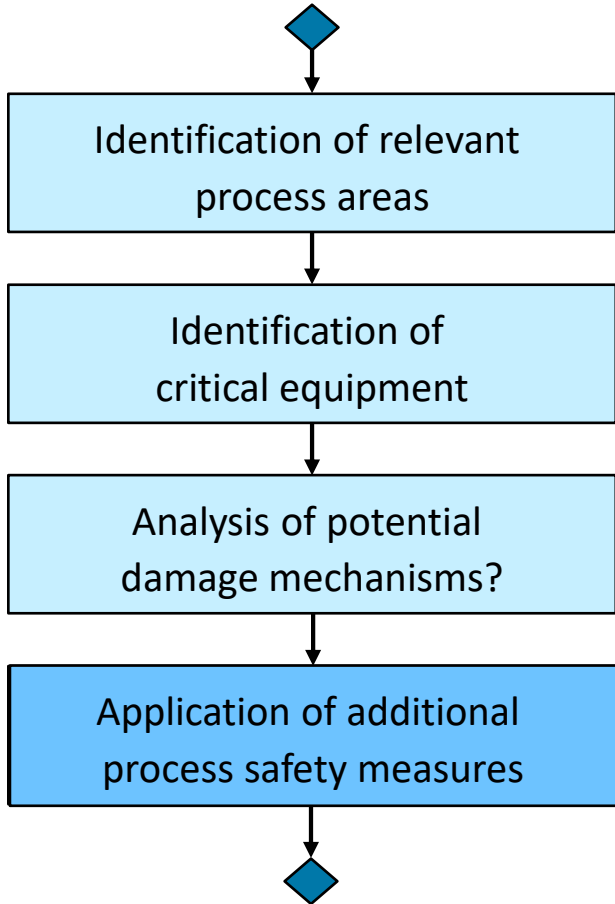 Identification of relevant
process areas
Identification of
critical equipment
Analysis of potential
damage mechanisms?
Application of additional
process safety measures